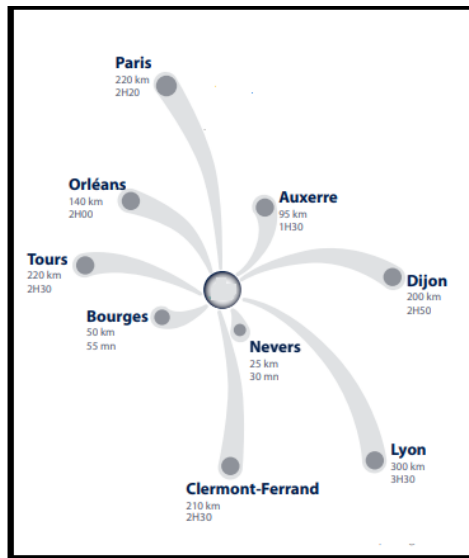 Paris
220 km
2H20
Orléans
140 km
2H00
Auxerre
95 km
1H30
Tours
220 km
2H30
Dijon
200 km
2H50
Bourges
50 km
55 mn
Nevers
25 km
30 mn
Lyon
300 km
3H30
Clermont-Ferrand
210 km
2H30